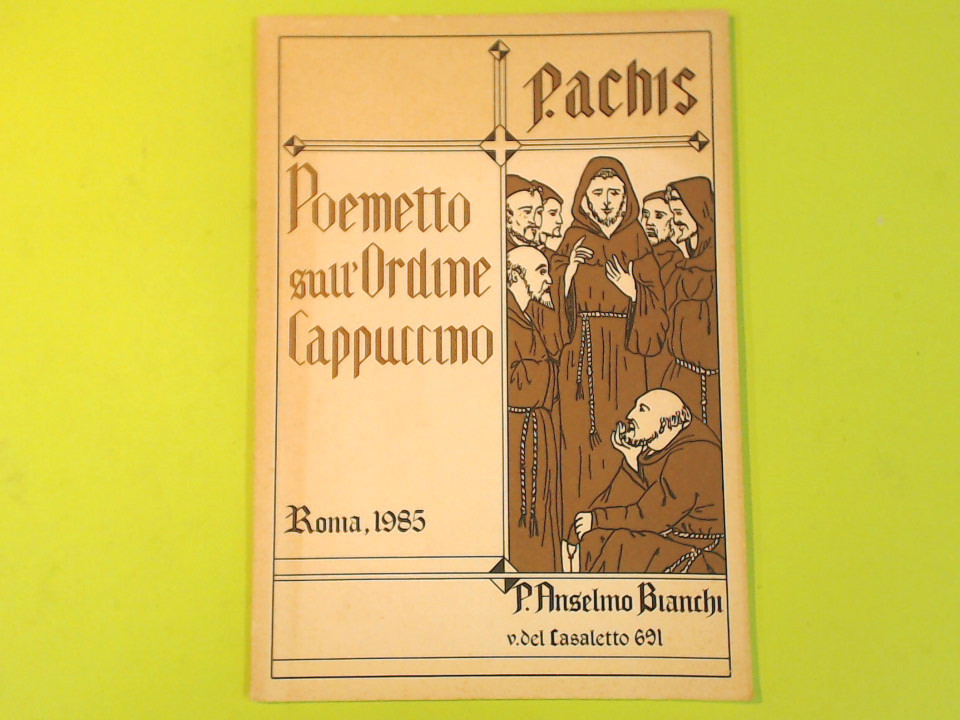 P.achis
Poemetto
sull'Ordine
Cappuccino
Roma, 1985
P. Anselmo Bianchi
v. del Casaletto 691